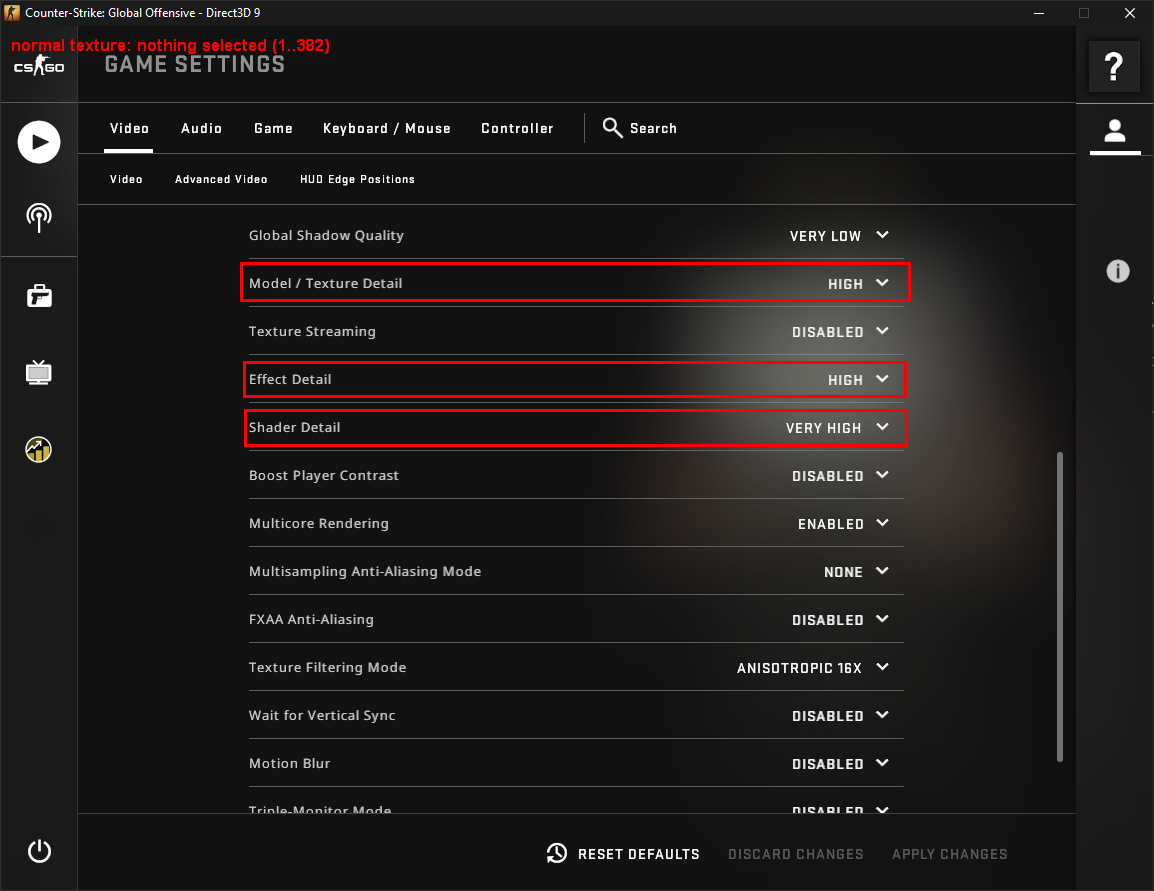 Counter-Strike: Global Offensive - Direct3D 9
normal texture: nothing selected (1..382)
CS GO
GAME SETTINGS
?
Video Audio Game Keyboard / Mouse Controller Search
Video Advanced Video HUD Edge Positions
Global Shadow Quality VERY LOW
Model / Texture Detail HIGH
Texture Streaming DISABLED
Effect Detail HIGH
Shader Detail VERY HIGH
Boost Player Contrast DISABLED
Multicore Rendering ENABLED
Multisampling Anti-Aliasing Mode NONE
FXAA Anti-Aliasing DISABLED
Texture Filtering Mode ANISOTROPIC 16X
Wait for Vertical Sync DISABLED
Motion Blur DISABLED
Triple-Monitor Mode DISABLED
RESET DEFAULTS DISCARD CHANGES APPLY CHANGES